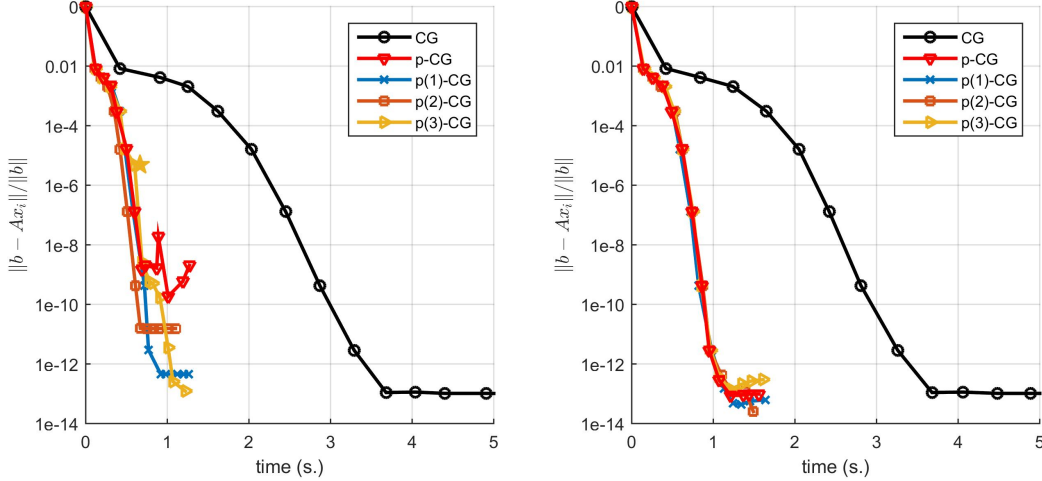 0
0.01
1e-4
1e-6
1e-8
1e-10
1e-12
1e-14
||b − Ax_i||/||b||
0 1 2 3 4 5
time (s.)
CG
p-CG
p(1)-CG
p(2)-CG
p(3)-CG
0
0.01
1e-4
1e-6
1e-8
1e-10
1e-12
1e-14
||b − Ax_i||/||b||
0 1 2 3 4 5
time (s.)
CG
p-CG
p(1)-CG
p(2)-CG
p(3)-CG